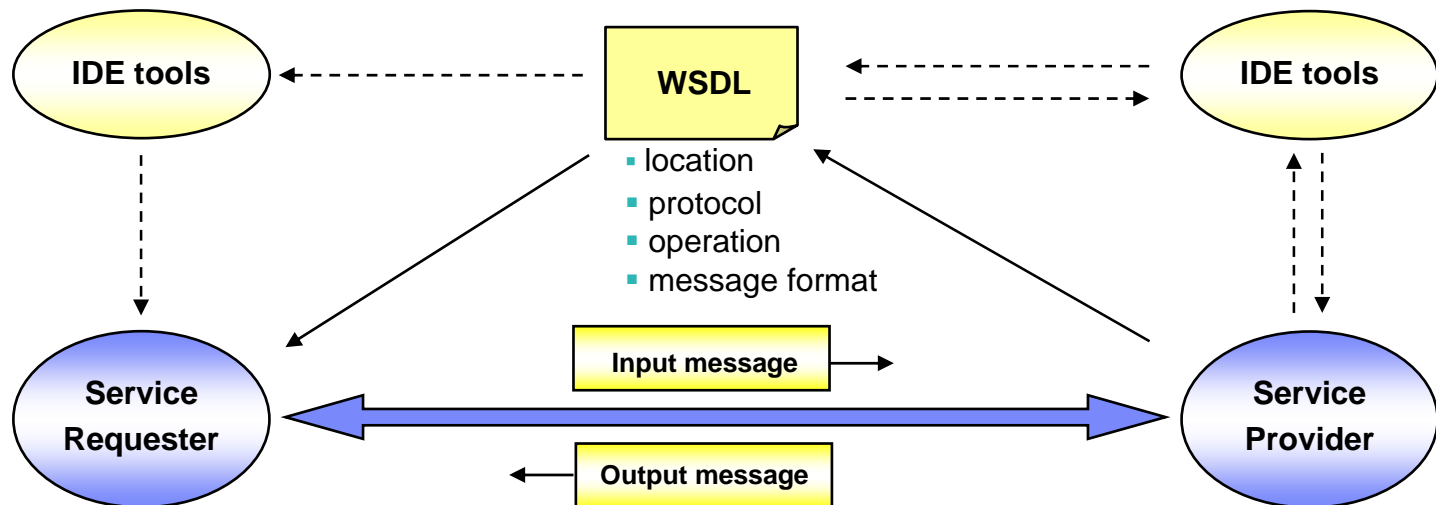 IDE tools
WSDL
IDE tools
location
protocol
operation
message format
Input message
Service
Requester
Service
Provider
Output message